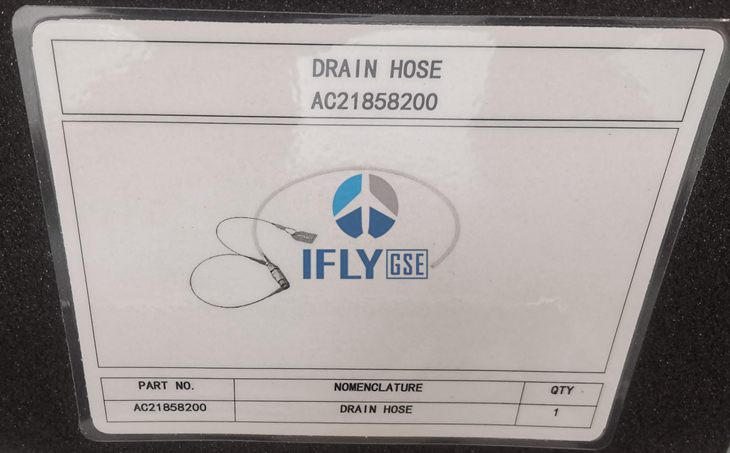 DRAIN HOSE
AC21858200
IFLY GSE
PART NO. NOMENCLATURE QTY
AC21858200 DRAIN HOSE 1